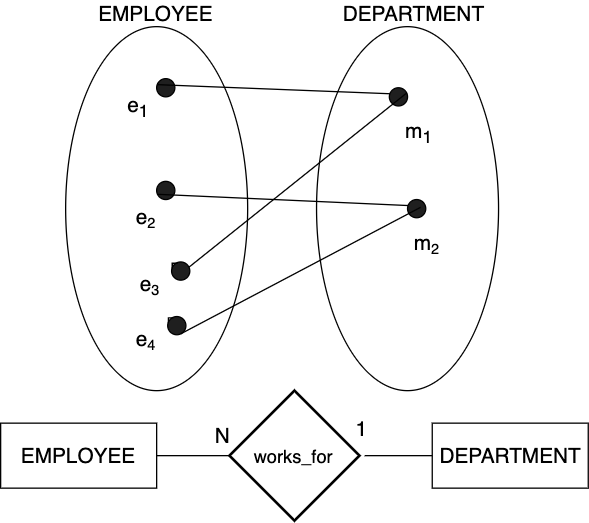 EMPLOYEE
DEPARTMENT
e1
m1
e2
m2
e3
e4
N
1
EMPLOYEE
works_for
DEPARTMENT